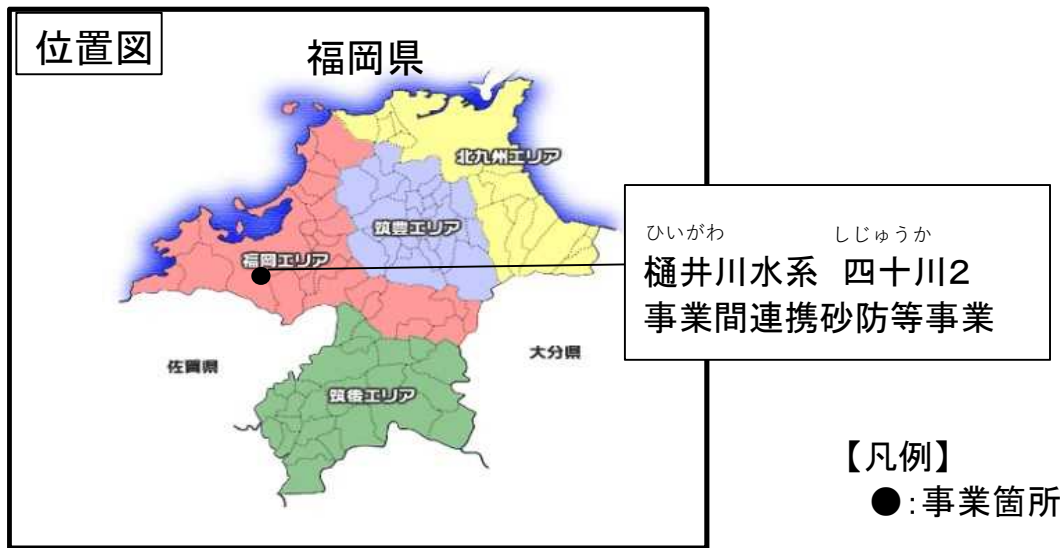 位置図
福岡県
北九州エリア
筑豊エリア
福岡エリア
佐賀県
大分県
筑後エリア
ひいがわ しじゅうか
樋井川水系 四十川2
事業間連携砂防等事業
【凡例】
●:事業箇所